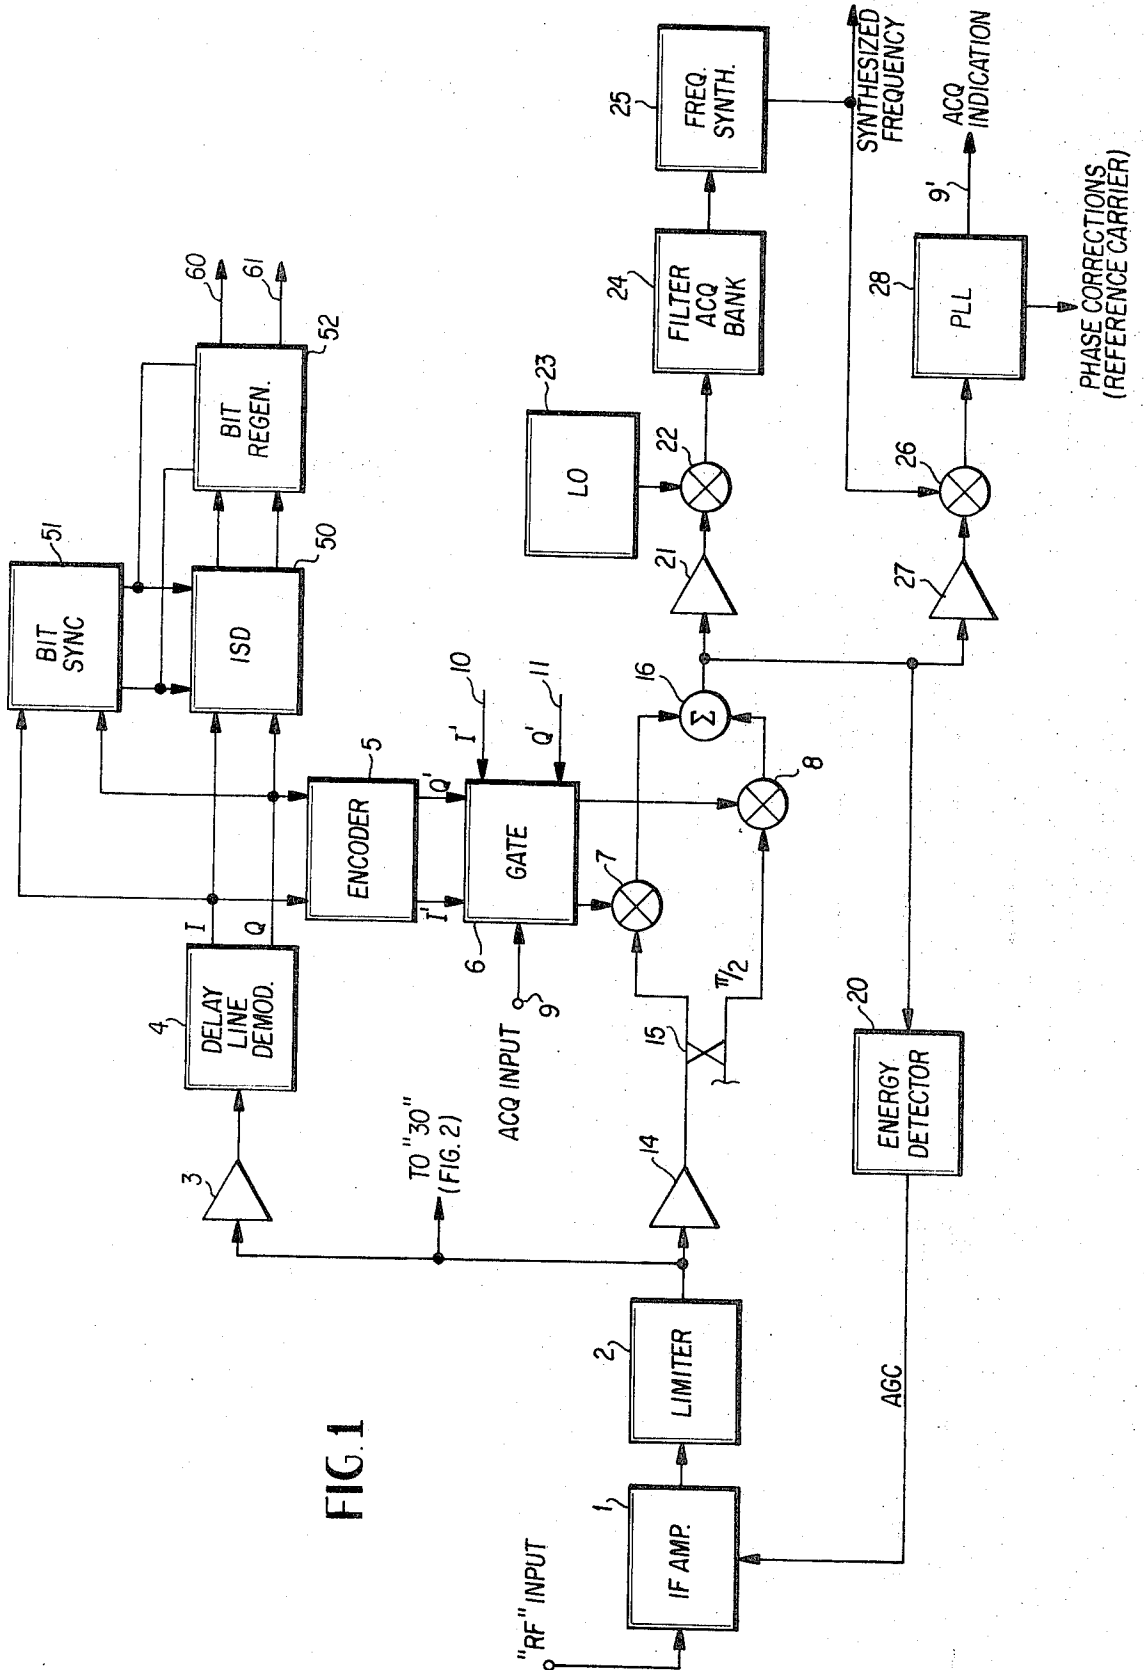 FIG. 1
"RF" INPUT
1
IF AMP.
2
LIMITER
AGC
TO "30"
(FIG. 2)
3
4
DELAY
LINE
DEMOD.
I
Q
BIT
SYNC
51
ISD
50
BIT
REGEN.
52
60
61
5
ENCODER
I'
Q'
6
GATE
ACQ INPUT
9
I'
10
Q'
11
7
8
14
15
π/2
16
Σ
20
ENERGY
DETECTOR
21
22
23
LO
24
FILTER
ACQ
BANK
25
FREQ.
SYNTH.
SYNTHESIZED
FREQUENCY
26
27
28
PLL
9'
ACQ
INDICATION
PHASE CORRECTIONS
(REFERENCE CARRIER)